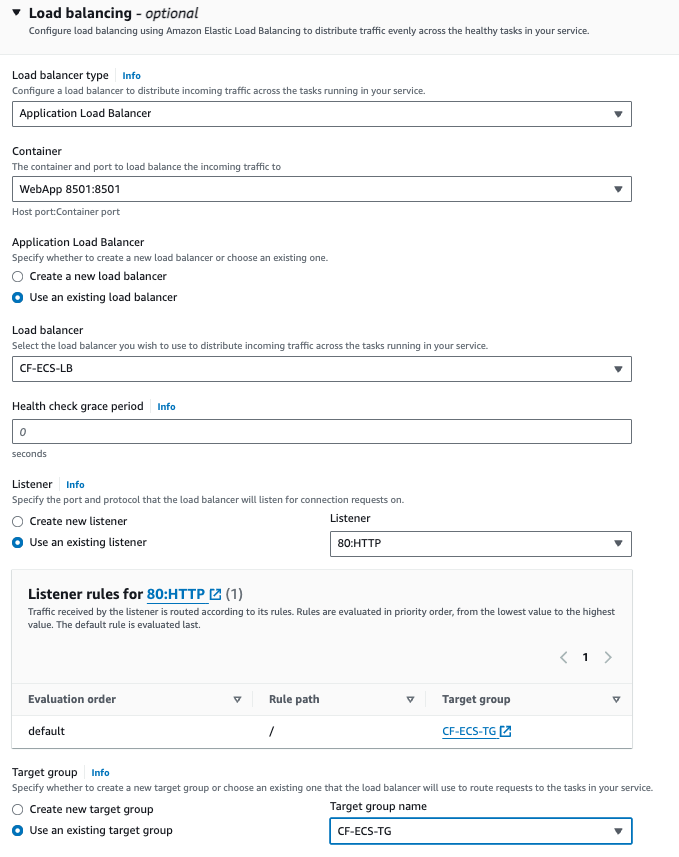 Load balancing - optional
Configure load balancing using Amazon Elastic Load Balancing to distribute traffic evenly across the healthy tasks in your service.
Load balancer type Info
Configure a load balancer to distribute incoming traffic across the tasks running in your service.
Application Load Balancer
Container
The container and port to load balance the incoming traffic to
WebApp 8501:8501
Host port:Container port
Application Load Balancer
Specify whether to create a new load balancer or choose an existing one.
Create a new load balancer
Use an existing load balancer
Load balancer
Select the load balancer you wish to use to distribute incoming traffic across the tasks running in your service.
CF-ECS-LB
Health check grace period Info
0
seconds
Listener Info
Specify the port and protocol that the load balancer will listen for connection requests on.
Create new listener
Use an existing listener
Listener
80:HTTP
Listener rules for 80:HTTP (1)
Traffic received by the listener is routed according to its rules. Rules are evaluated in priority order, from the lowest value to the highest
value. The default rule is evaluated last.
1
Evaluation order Rule path Target group
default / CF-ECS-TG
Target group Info
Specify whether to create a new target group or choose an existing one that the load balancer will use to route requests to the tasks in your service.
Create new target group
Use an existing target group
Target group name
CF-ECS-TG